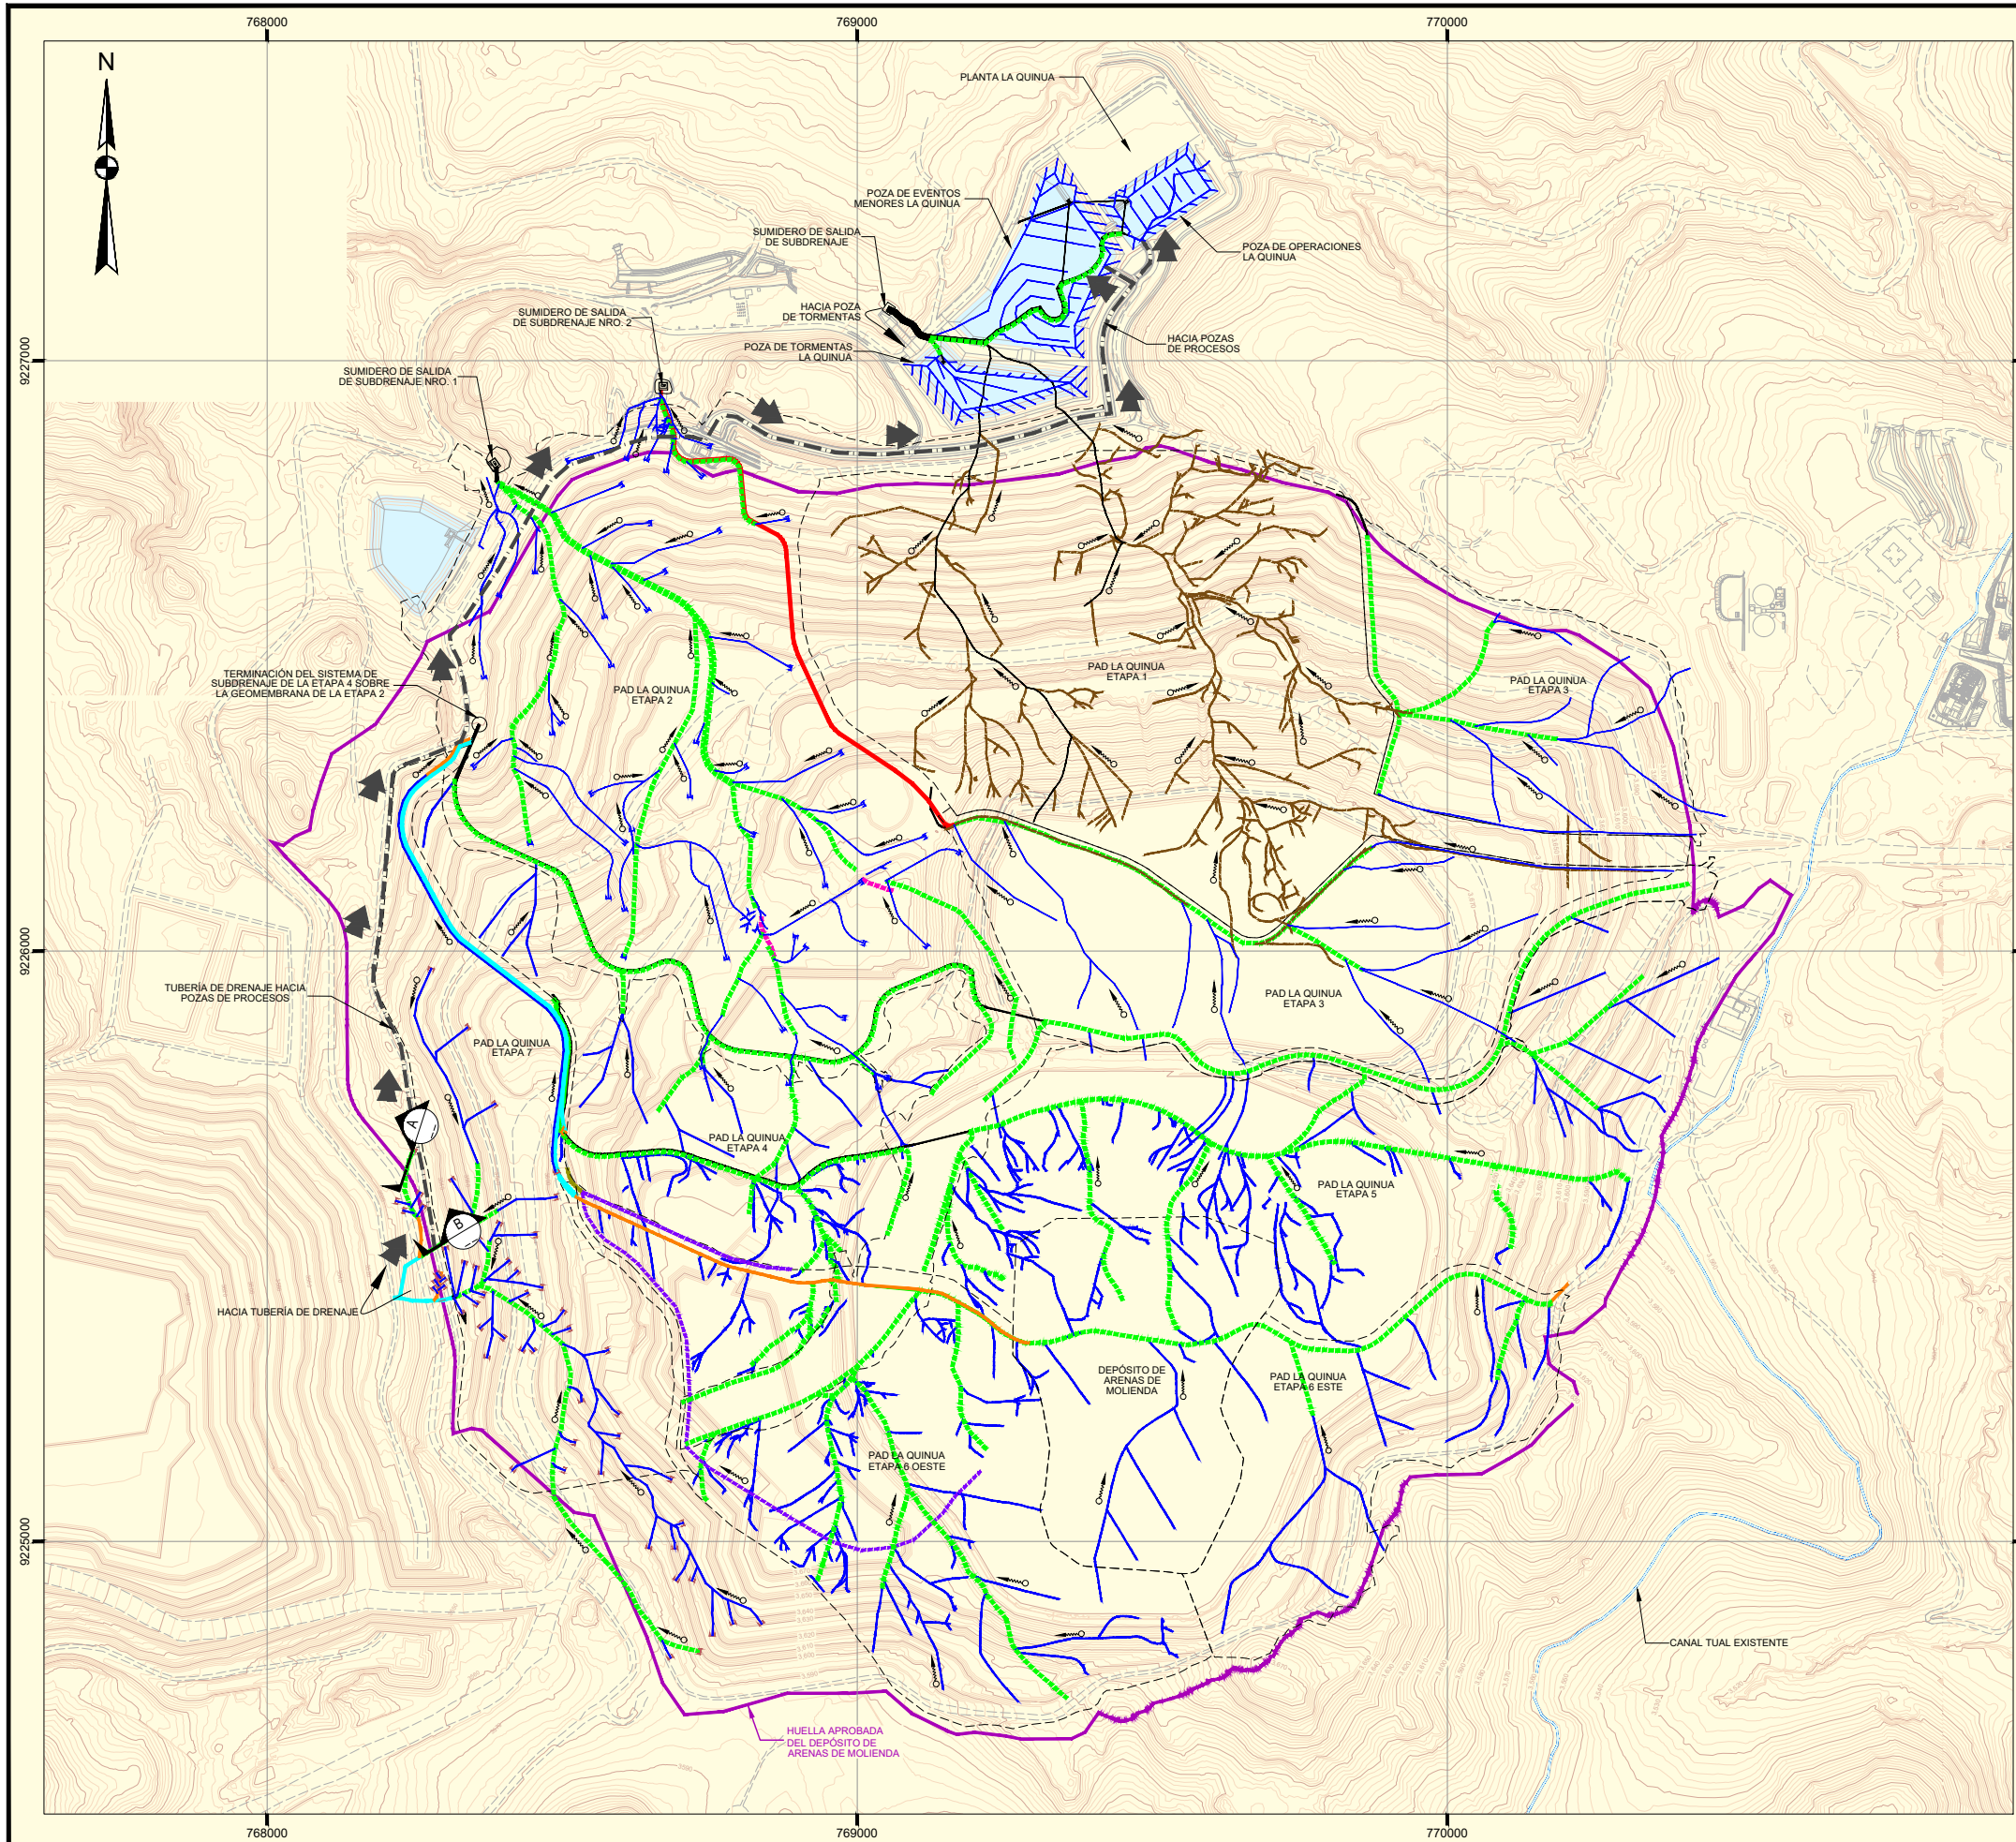 768000
769000
770000
N
PLANTA LA QUINUA
POZA DE EVENTOS
MENORES LA QUINUA
SUMIDERO DE SALIDA
DE SUBDRENAJE
POZA DE OPERACIONES
LA QUINUA
HACIA POZA
DE TORMENTAS
SUMIDERO DE SALIDA
DE SUBDRENAJE NRO. 2
HACIA POZAS
DE PROCESOS
POZA DE TORMENTAS
LA QUINUA
9227000
SUMIDERO DE SALIDA
DE SUBDRENAJE NRO. 1
TERMINACIÓN DEL SISTEMA DE
SUBDRENAJE DE LA ETAPA 4 SOBRE
LA GEOMEMBRANA DE LA ETAPA 2
PAD LA QUINUA
ETAPA 2
PAD LA QUINUA
ETAPA 1
PAD LA QUINUA
ETAPA 3
9226000
TUBERÍA DE DRENAJE HACIA
POZAS DE PROCESOS
PAD LA QUINUA
ETAPA 3
PAD LA QUINUA
ETAPA 7
A
PAD LA QUINUA
ETAPA 4
PAD LA QUINUA
ETAPA 5
B
HACIA TUBERÍA DE DRENAJE
DEPÓSITO DE
ARENAS DE
MOLIENDA
PAD LA QUINUA
ETAPA 6 ESTE
PAD LA QUINUA
ETAPA 6 OESTE
9225000
CANAL TUAL EXISTENTE
HUELLA APROBADA
DEL DEPÓSITO DE
ARENAS DE MOLIENDA
768000
769000
770000